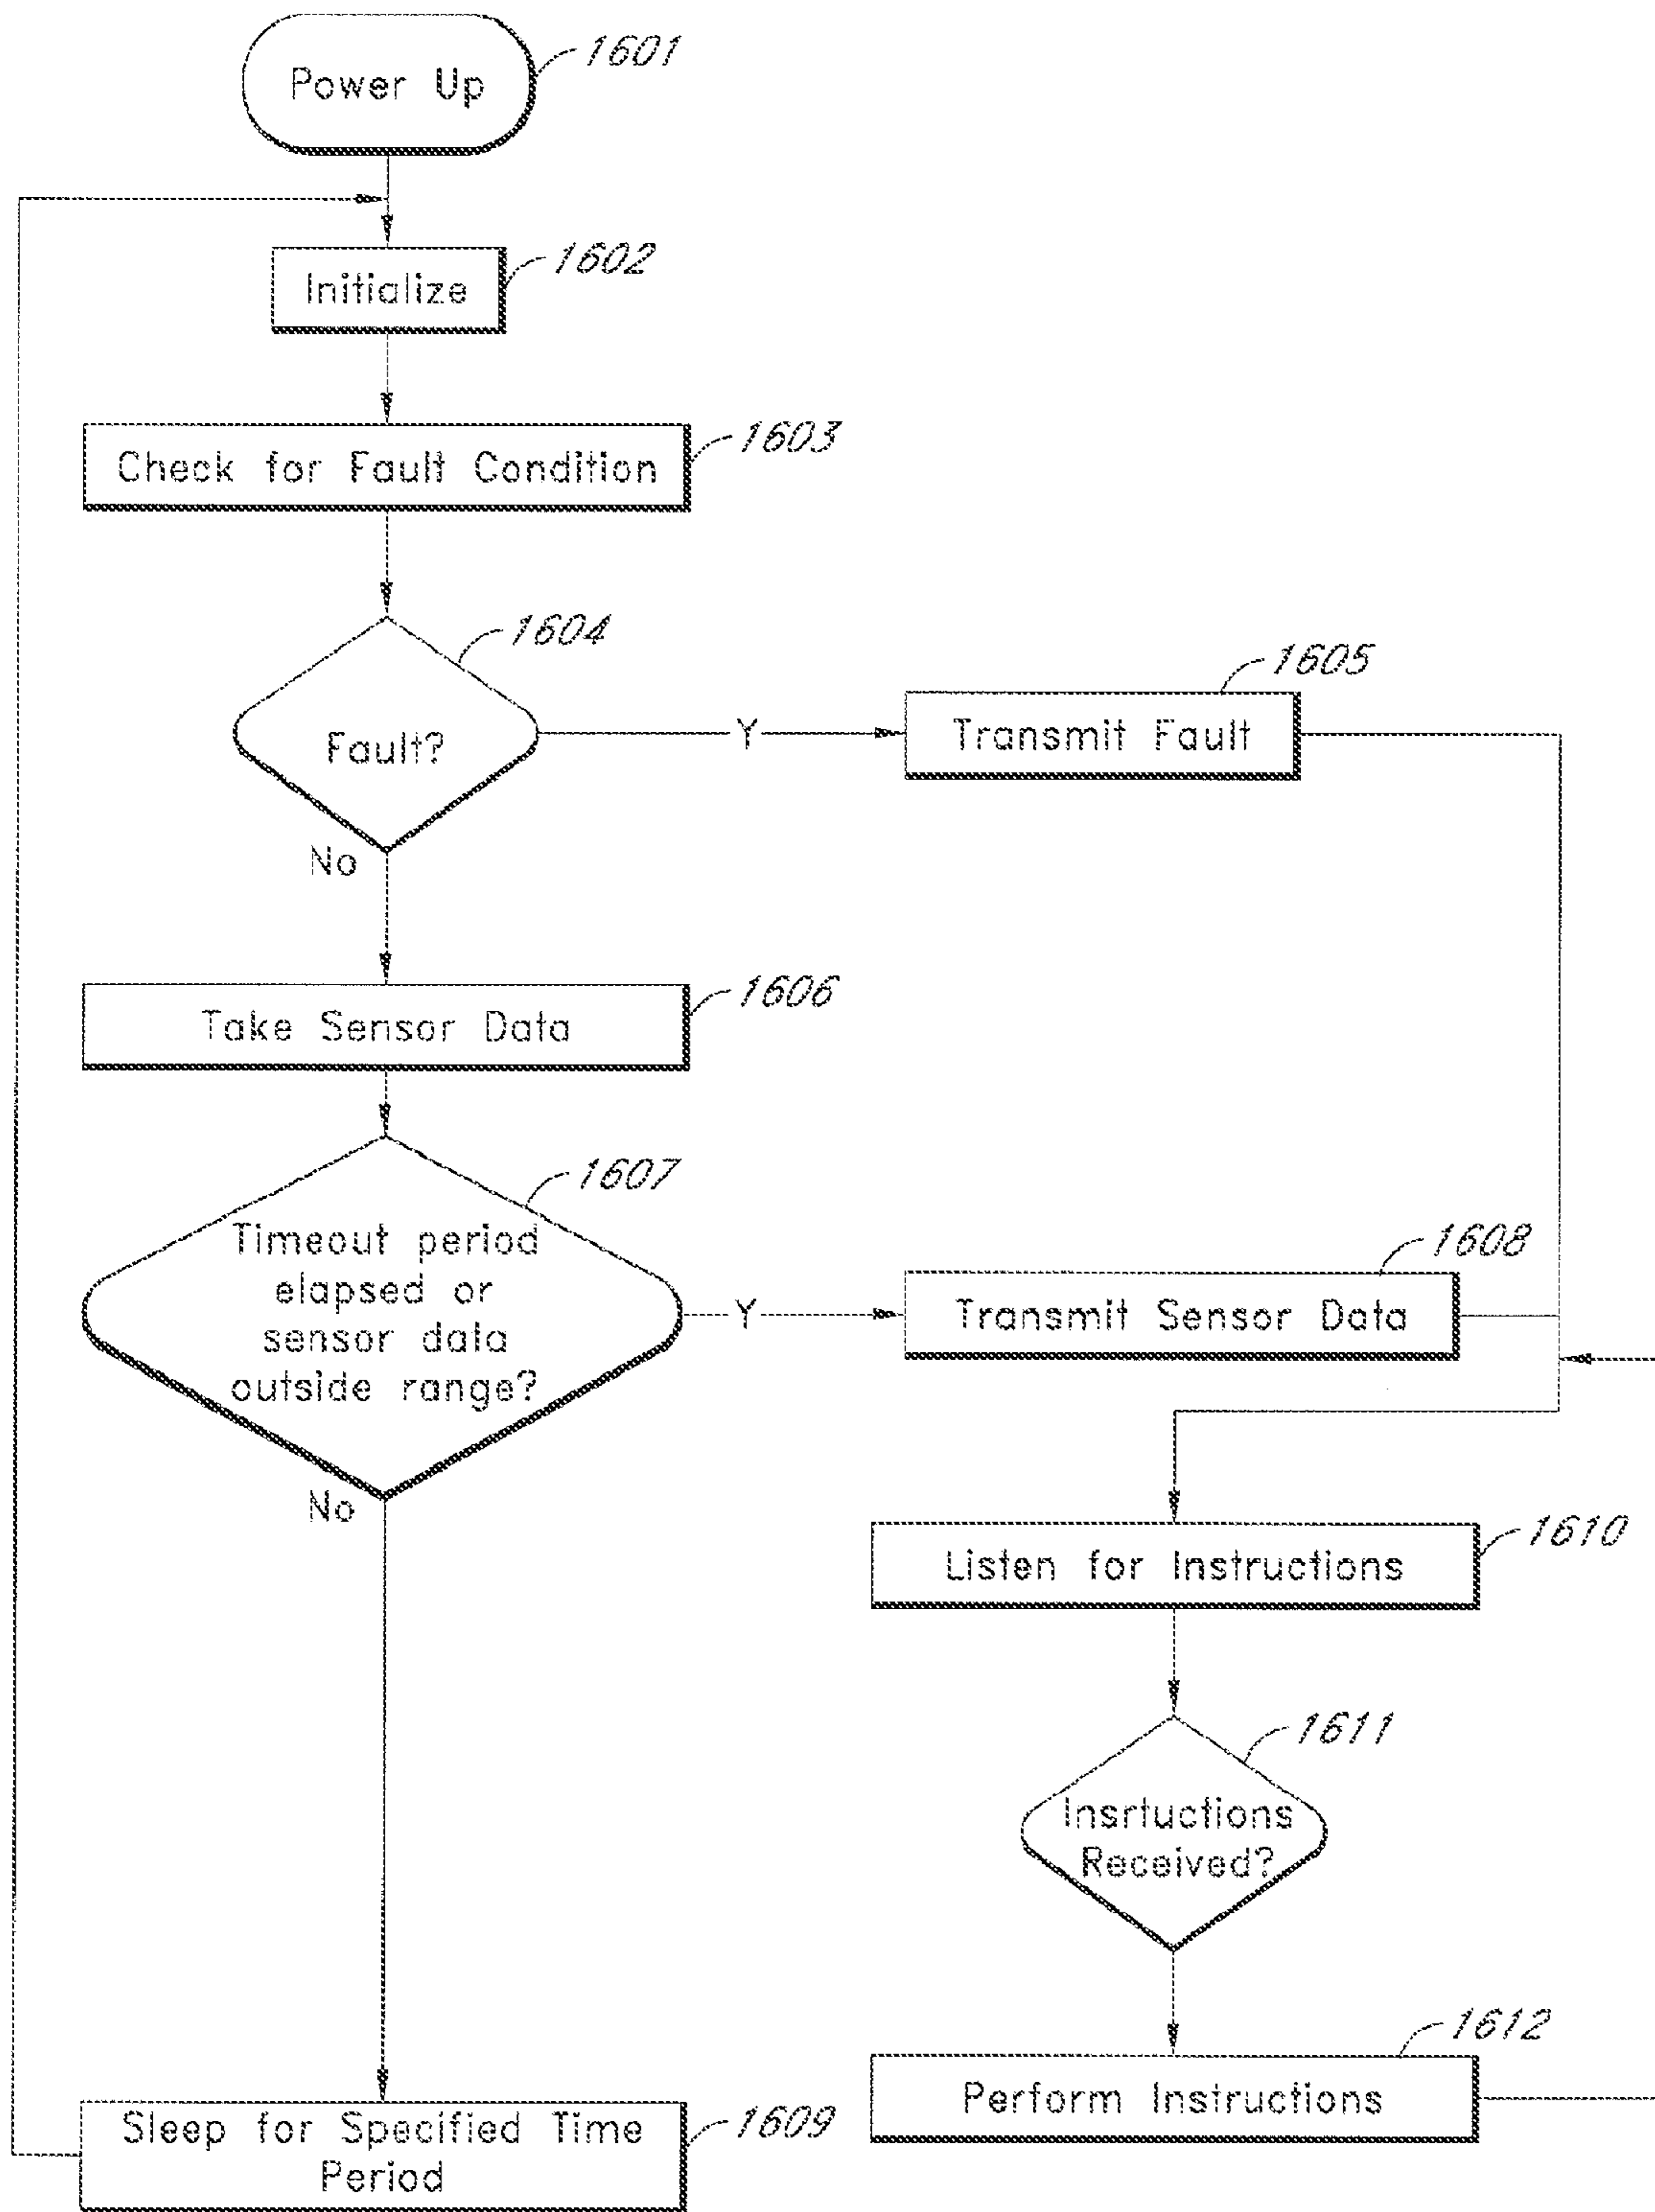 Power Up
1601
Initialize
1602
Check for Fault Condition
1603
Fault?
1604
Y
No
Transmit Fault
1605
Take Sensor Data
1606
Timeout period
elapsed or
sensor data
outside range?
1607
Y
No
Transmit Sensor Data
1608
Listen for Instructions
1610
Insrtuctions
Received?
1611
Perform Instructions
1612
Sleep for Specified Time
Period
1609